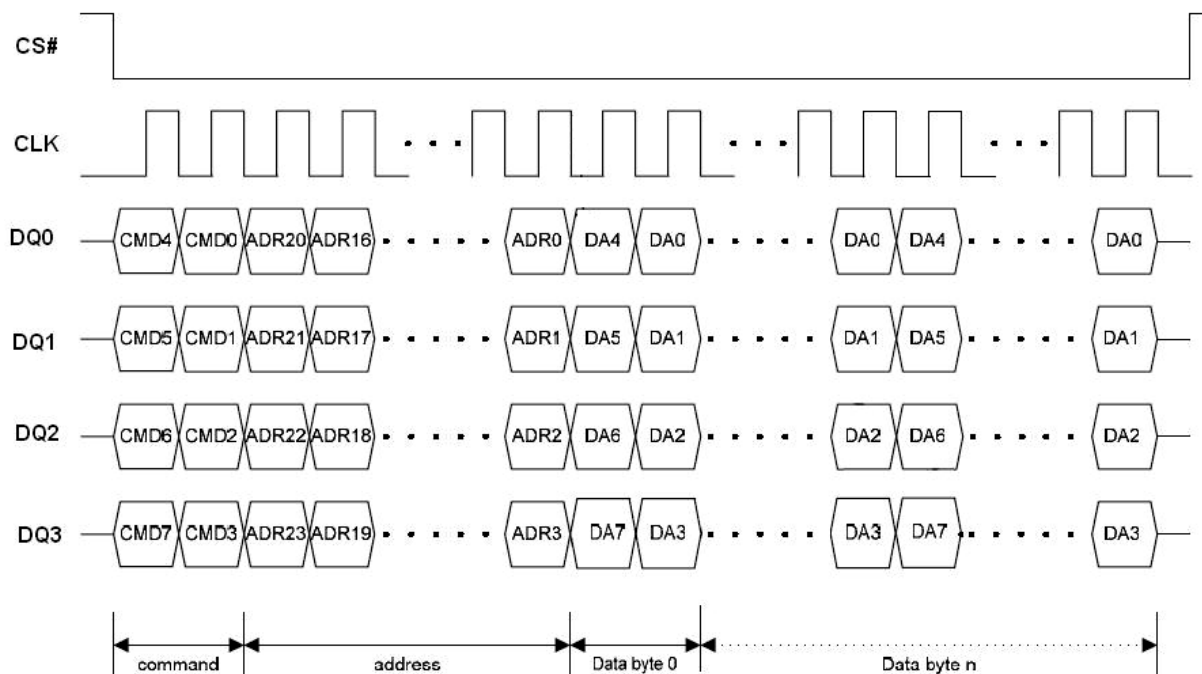 CS#
CLK
DQ0 CMD4 CMD0 ADR20 ADR16 ADR0 DA4 DA0 DA0 DA4 DA0
DQ1 CMD5 CMD1 ADR21 ADR17 ADR1 DA5 DA1 DA1 DA5 DA1
DQ2 CMD6 CMD2 ADR22 ADR18 ADR2 DA6 DA2 DA2 DA6 DA2
DQ3 CMD7 CMD3 ADR23 ADR19 ADR3 DA7 DA3 DA3 DA7 DA3
command address Data byte 0 Data byte n